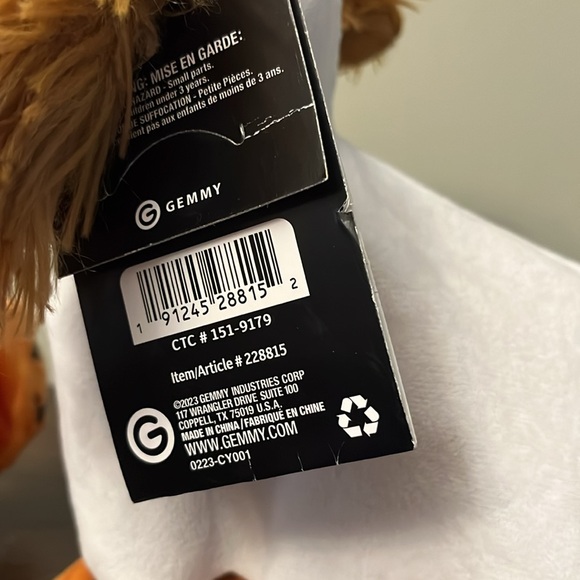 NG: MISE EN GARDE:
HAZARD - Small parts.
children under 3 years.
DE SUFFOCATION - Petite Pièces.
ient pas aux enfants de moins de 3 ans.
G GEMMY
1 91245 28815 2
CTC # 151-9179
Item/Article # 228815
©2023 GEMMY INDUSTRIES CORP
117 WRANGLER DRIVE SUITE 100
COPPELL, TX 75019 U.S.A.
MADE IN CHINA/FABRIQUÉ EN CHINE
G WWW.GEMMY.COM
0223-CY001